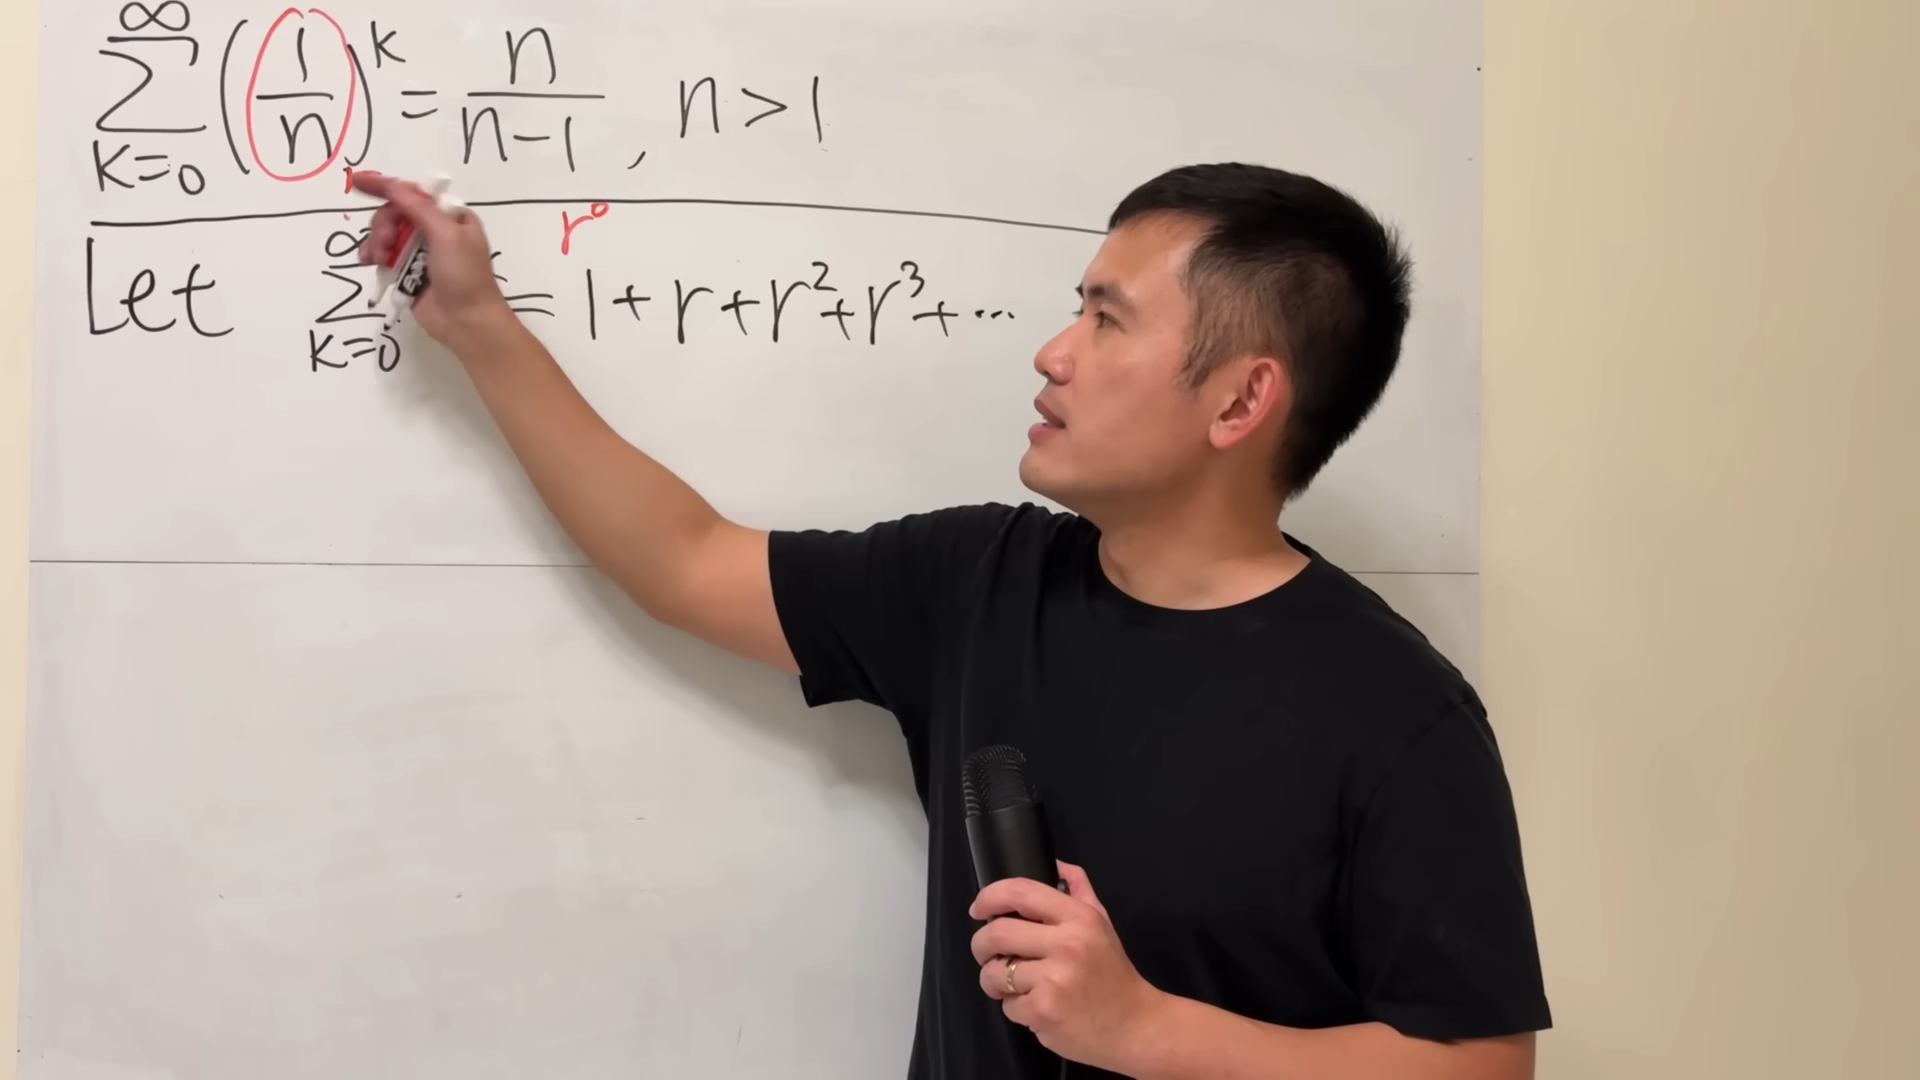 ∞
∑ (1/n)^k = n/(n-1) , n > 1
k=0
r
r⁰
Let ∞ ∑ k=0 = 1 + r + r² + r³ + ...